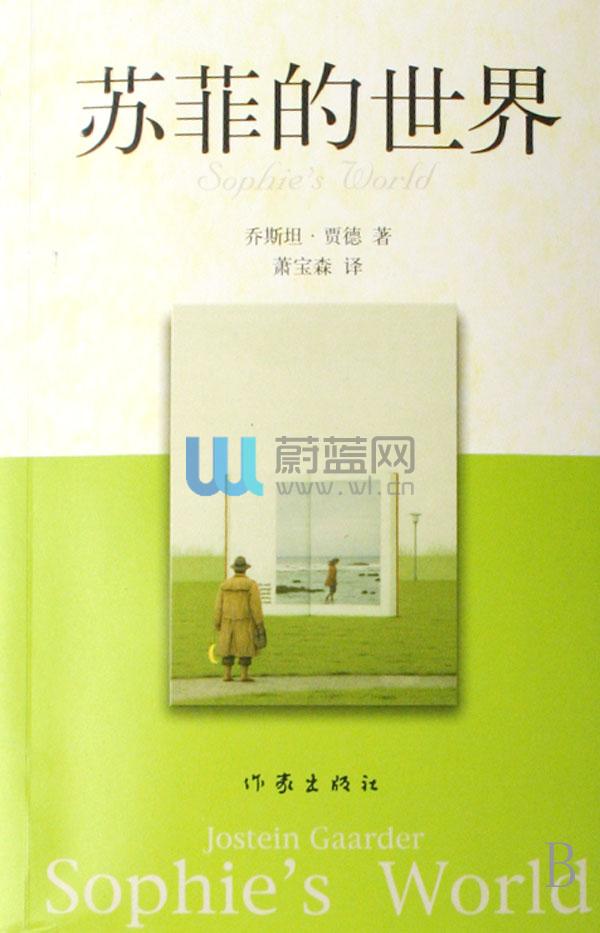 苏菲的世界
Sophie's World
乔斯坦·贾德 著
萧宝森 译
蔚蓝网
www.wl.cn
作家出版社
Jostein Gaarder
Sophie's World
B